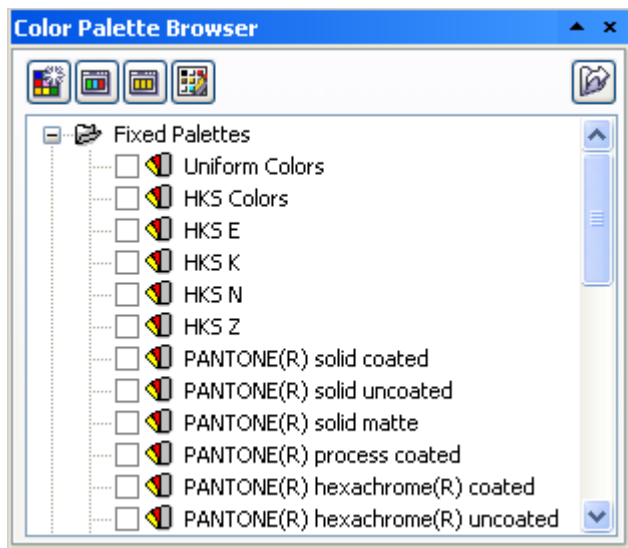 Color Palette Browser
Fixed Palettes
Uniform Colors
HKS Colors
HKS E
HKS K
HKS N
HKS Z
PANTONE(R) solid coated
PANTONE(R) solid uncoated
PANTONE(R) solid matte
PANTONE(R) process coated
PANTONE(R) hexachrome(R) coated
PANTONE(R) hexachrome(R) uncoated